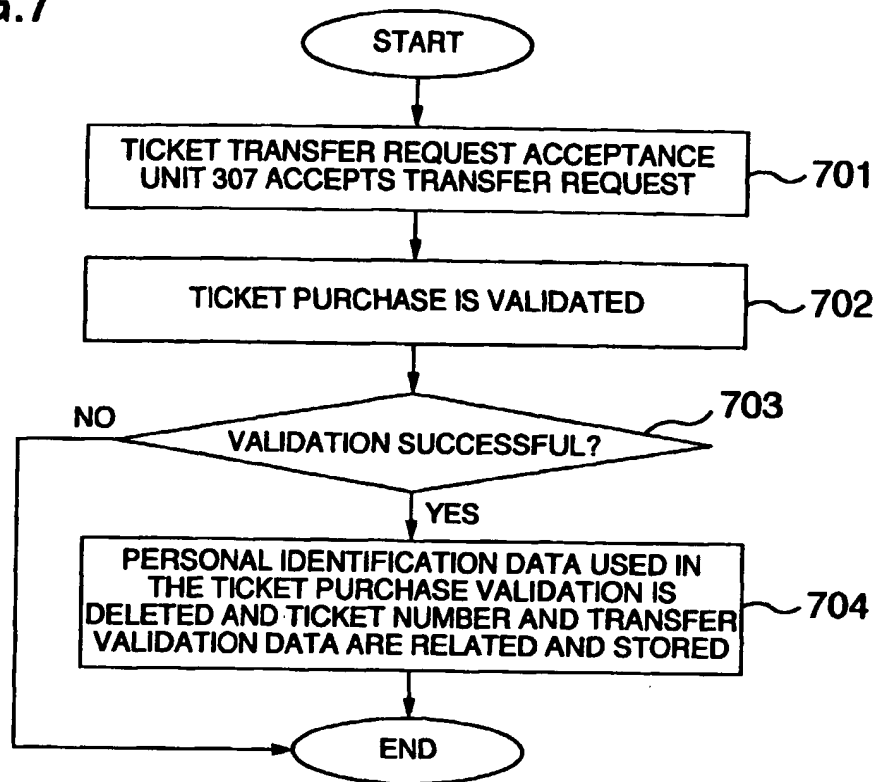 START
TICKET TRANSFER REQUEST ACCEPTANCE
UNIT 307 ACCEPTS TRANSFER REQUEST
701
TICKET PURCHASE IS VALIDATED
702
NO
703
VALIDATION SUCCESSFUL?
YES
PERSONAL IDENTIFICATION DATA USED IN
THE TICKET PURCHASE VALIDATION IS
DELETED AND TICKET NUMBER AND TRANSFER
VALIDATION DATA ARE RELATED AND STORED
704
END